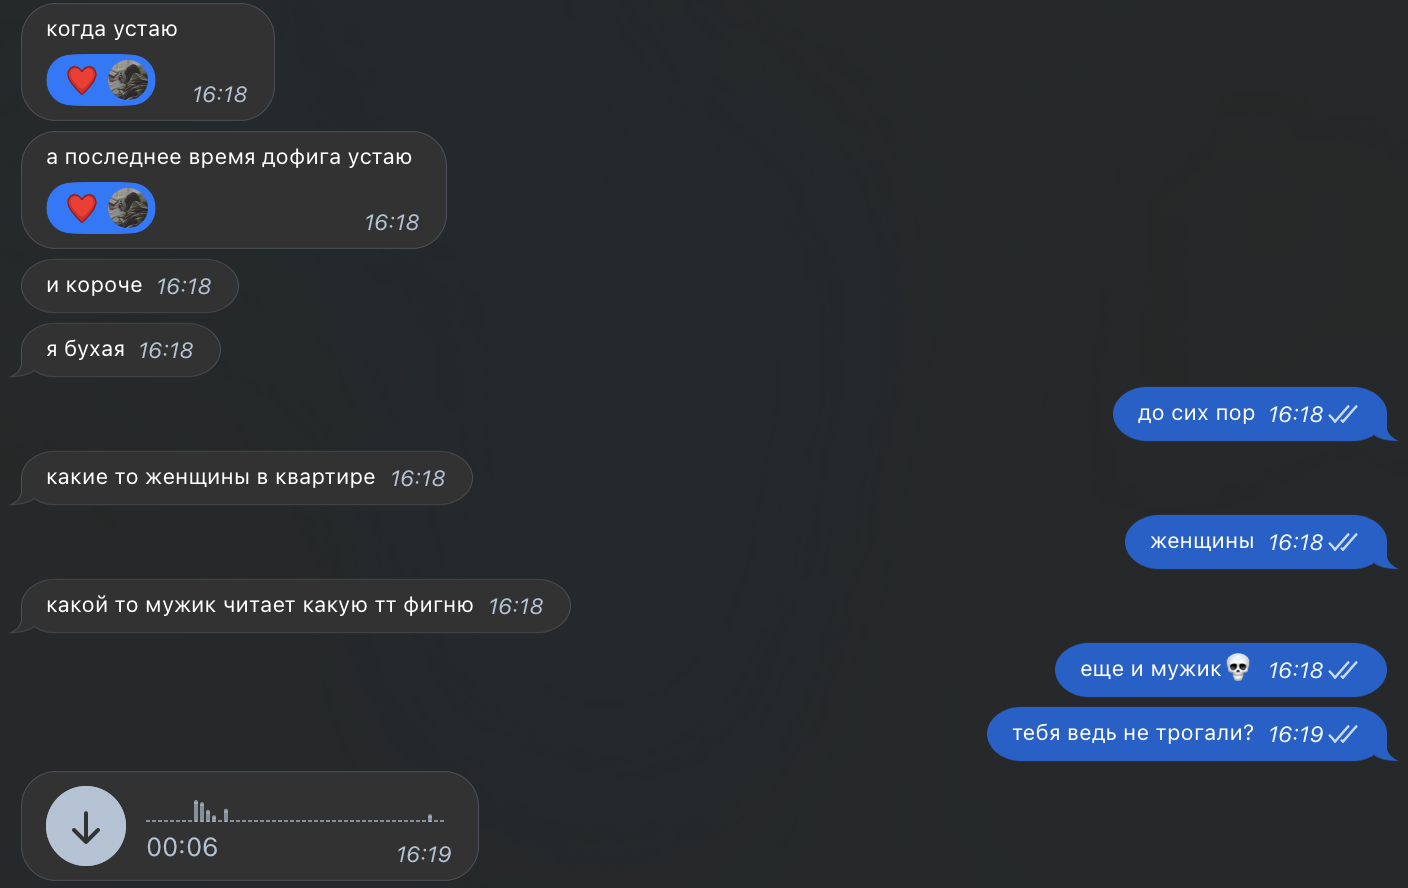 когда устаю
16:18
а последнее время дофига устаю
16:18
и короче 16:18
я бухая 16:18
до сих пор 16:18
какие то женщины в квартире 16:18
женщины 16:18
какой то мужик читает какую тт фигню 16:18
еще и мужик💀 16:18
тебя ведь не трогали? 16:19
00:06
16:19